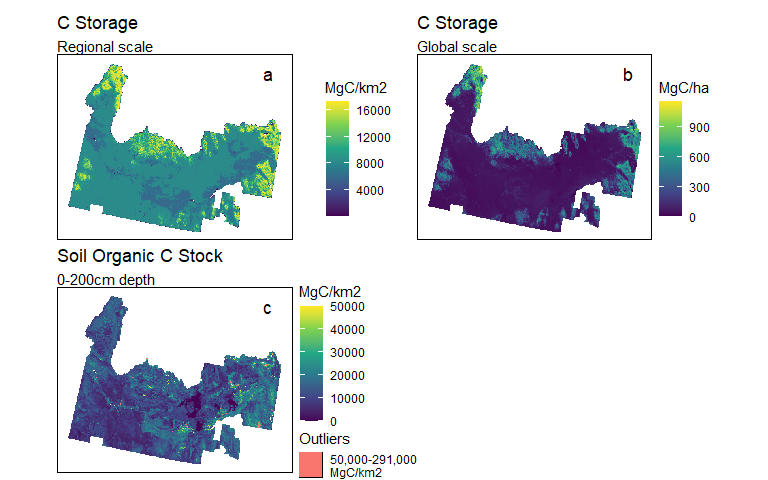 C Storage
Regional scale
a
MgC/km2
16000
12000
8000
4000
C Storage
Global scale
b
MgC/ha
900
600
300
0
Soil Organic C Stock
0-200cm depth
c
MgC/km2
50000
40000
30000
20000
10000
0
Outliers
50,000-291,000
MgC/km2